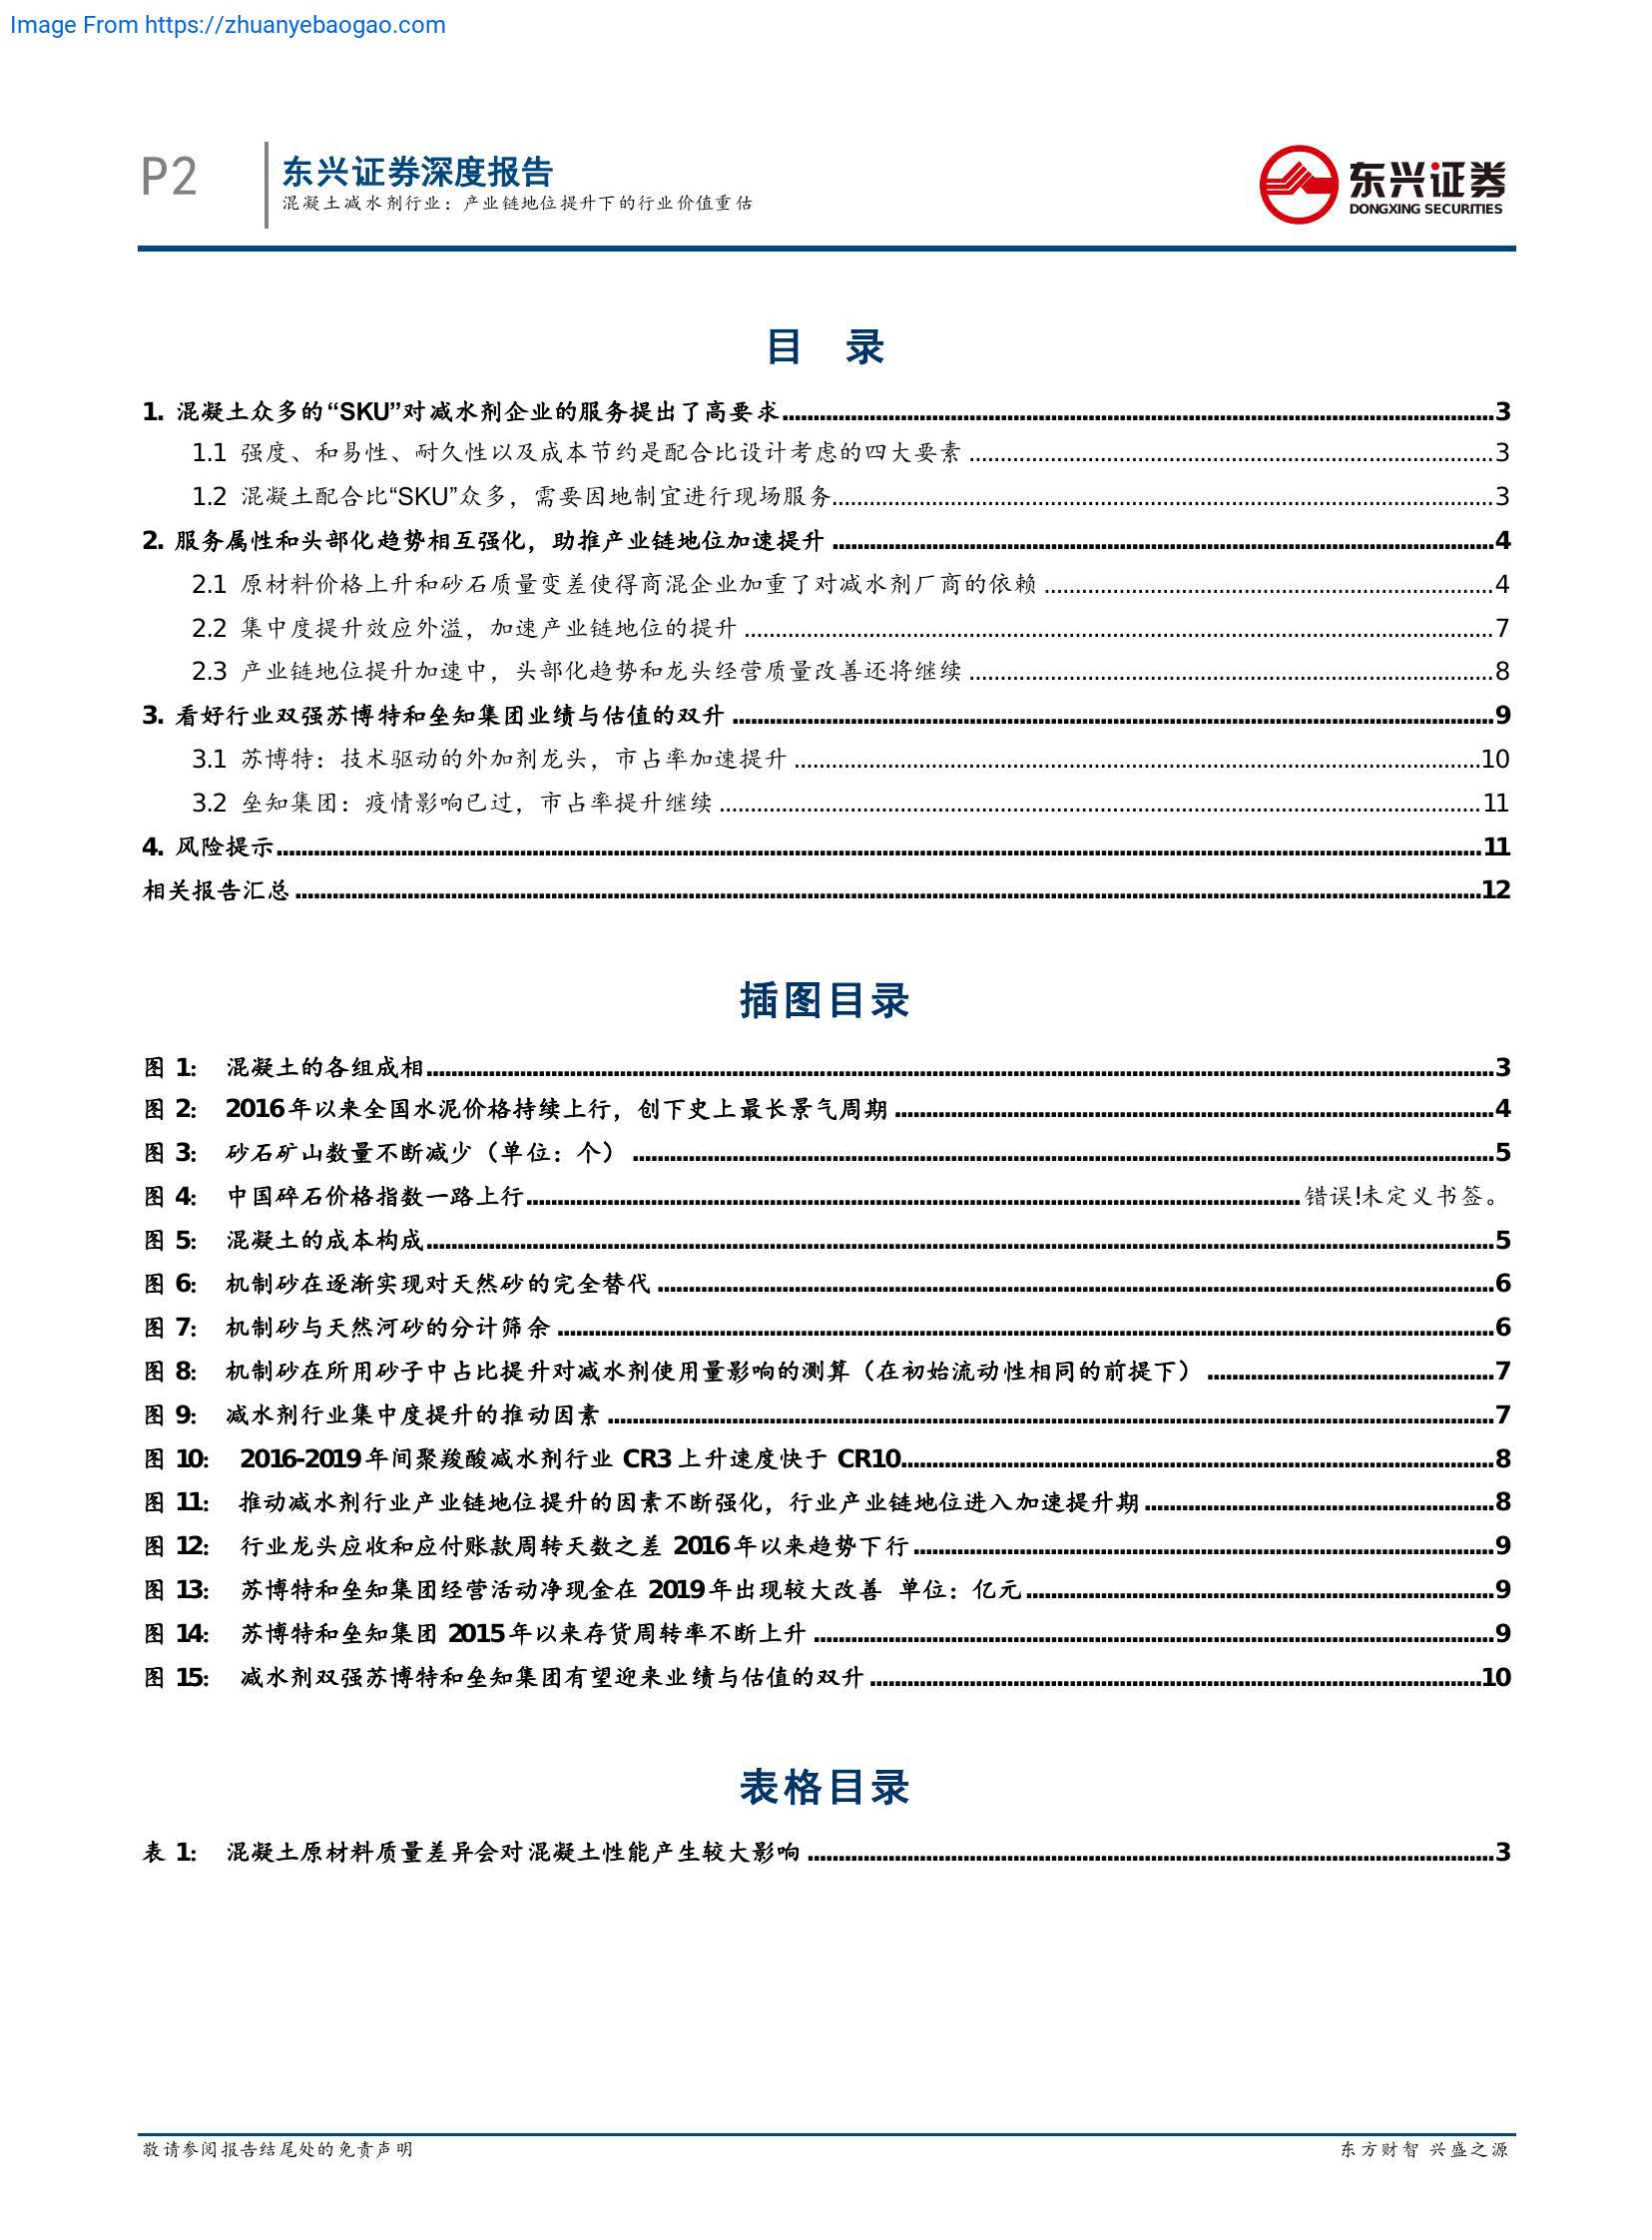 Image From https://zhuanyebaogao.com
P2
东兴证券深度报告
混凝土减水剂行业：产业链地位提升下的行业价值重估
东兴证券
DONGXING SECURITIES
目 录
1. 混凝土众多的“SKU”对减水剂企业的服务提出了高要求....................3
1.1 强度、和易性、耐久性以及成本节约是配合比设计考虑的四大要素....................3
1.2 混凝土配合比“SKU”众多，需要因地制宜进行现场服务....................3
2. 服务属性和头部化趋势相互强化，助推产业链地位加速提升....................4
2.1 原材料价格上升和砂石质量变差使得商混企业加重了对减水剂厂商的依赖....................4
2.2 集中度提升效应外溢，加速产业链地位的提升....................7
2.3 产业链地位提升加速中，头部化趋势和龙头经营质量改善还将继续....................8
3. 看好行业双强苏博特和垒知集团业绩与估值的双升....................9
3.1 苏博特：技术驱动的外加剂龙头，市占率加速提升....................10
3.2 垒知集团：疫情影响已过，市占率提升继续....................11
4. 风险提示....................11
相关报告汇总....................12
插图目录
图 1： 混凝土的各组成相....................3
图 2： 2016年以来全国水泥价格持续上行，创下史上最长景气周期....................4
图 3： 砂石矿山数量不断减少（单位：个）....................5
图 4： 中国碎石价格指数一路上行....................错误!未定义书签。
图 5： 混凝土的成本构成....................5
图 6： 机制砂在逐渐实现对天然砂的完全替代....................6
图 7： 机制砂与天然河砂的分计筛余....................6
图 8： 机制砂在所用砂子中占比提升对减水剂使用量影响的测算（在初始流动性相同的前提下）....................7
图 9： 减水剂行业集中度提升的推动因素....................7
图 10： 2016-2019年间聚羧酸减水剂行业 CR3 上升速度快于 CR10....................8
图 11： 推动减水剂行业产业链地位提升的因素不断强化，行业产业链地位进入加速提升期....................8
图 12： 行业龙头应收和应付账款周转天数之差 2016年以来趋势下行....................9
图 13： 苏博特和垒知集团经营活动净现金在 2019年出现较大改善 单位：亿元....................9
图 14： 苏博特和垒知集团 2015年以来存货周转率不断上升....................9
图 15： 减水剂双强苏博特和垒知集团有望迎来业绩与估值的双升....................10
表格目录
表 1： 混凝土原材料质量差异会对混凝土性能产生较大影响....................3
敬请参阅报告结尾处的免责声明
东方财智 兴盛之源